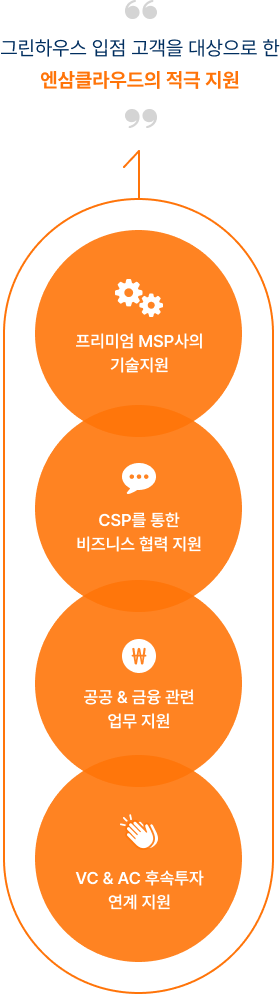 그린하우스 입점 고객을 대상으로 한
엔삼클라우드의 적극 지원
프리미엄 MSP사의
기술지원
CSP를 통한
비즈니스 협력 지원
₩
공공 & 금융 관련
업무 지원
VC & AC 후속투자
연계 지원